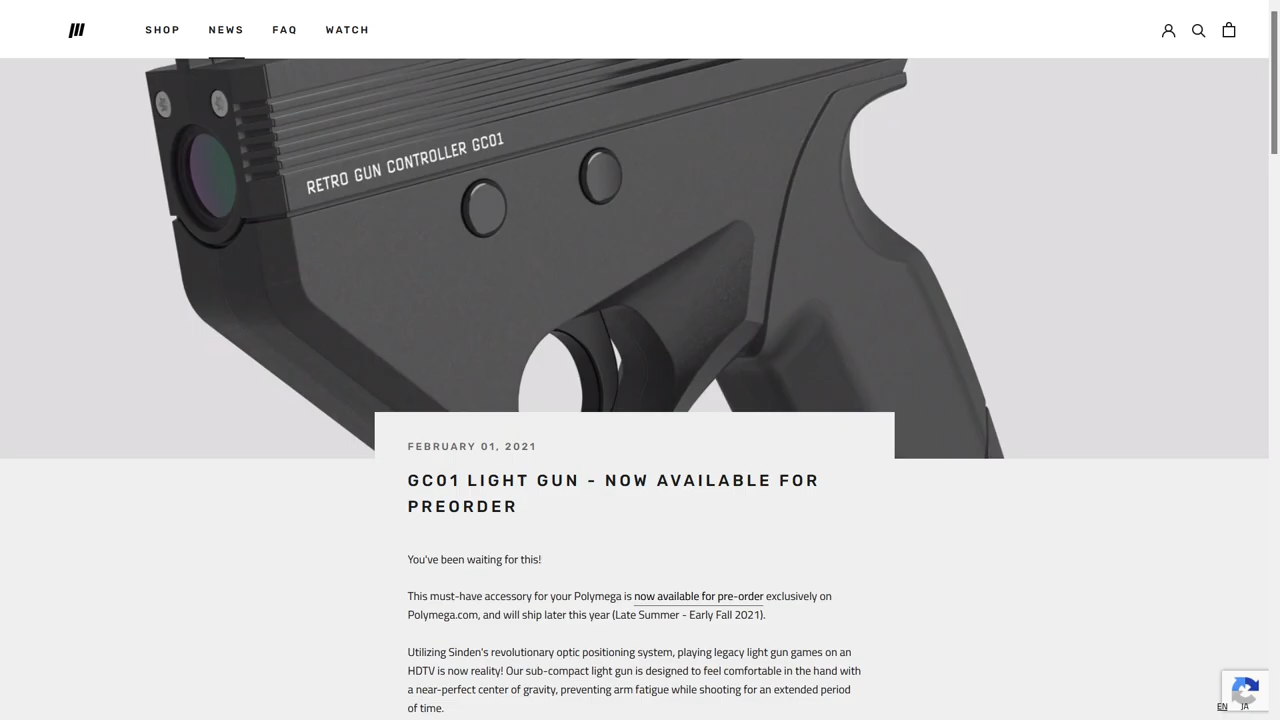 SHOP NEWS FAQ WATCH
RETRO GUN CONTROLLER GC01
FEBRUARY 01, 2021
GC01 LIGHT GUN - NOW AVAILABLE FOR
PREORDER
You've been waiting for this!
This must-have accessory for your Polymega is now available for pre-order exclusively on
Polymega.com, and will ship later this year (Late Summer - Early Fall 2021).
Utilizing Sinden's revolutionary optic positioning system, playing legacy light gun games on an
HDTV is now reality! Our sub-compact light gun is designed to feel comfortable in the hand with
a near-perfect center of gravity, preventing arm fatigue while shooting for an extended period
of time.
EN JA